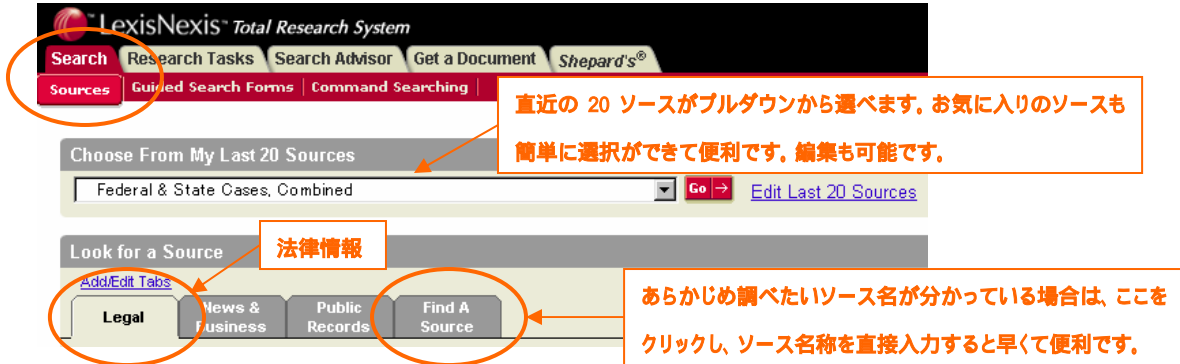 LexisNexis™ Total Research System
Search Research Tasks Search Advisor Get a Document Shepard's®
Sources Guided Search Forms | Command Searching |
直近の 20 ソースがプルダウンから選べます。お気に入りのソースも
簡単に選択ができて便利です。編集も可能です。
Choose From My Last 20 Sources
Federal & State Cases, Combined Go → Edit Last 20 Sources
Look for a Source
法律情報
Add/Edit Tabs
Legal News & Business Public Records Find A Source
あらかじめ調べたいソース名が分かっている場合は、ここを
クリックし、ソース名称を直接入力すると早くて便利です。